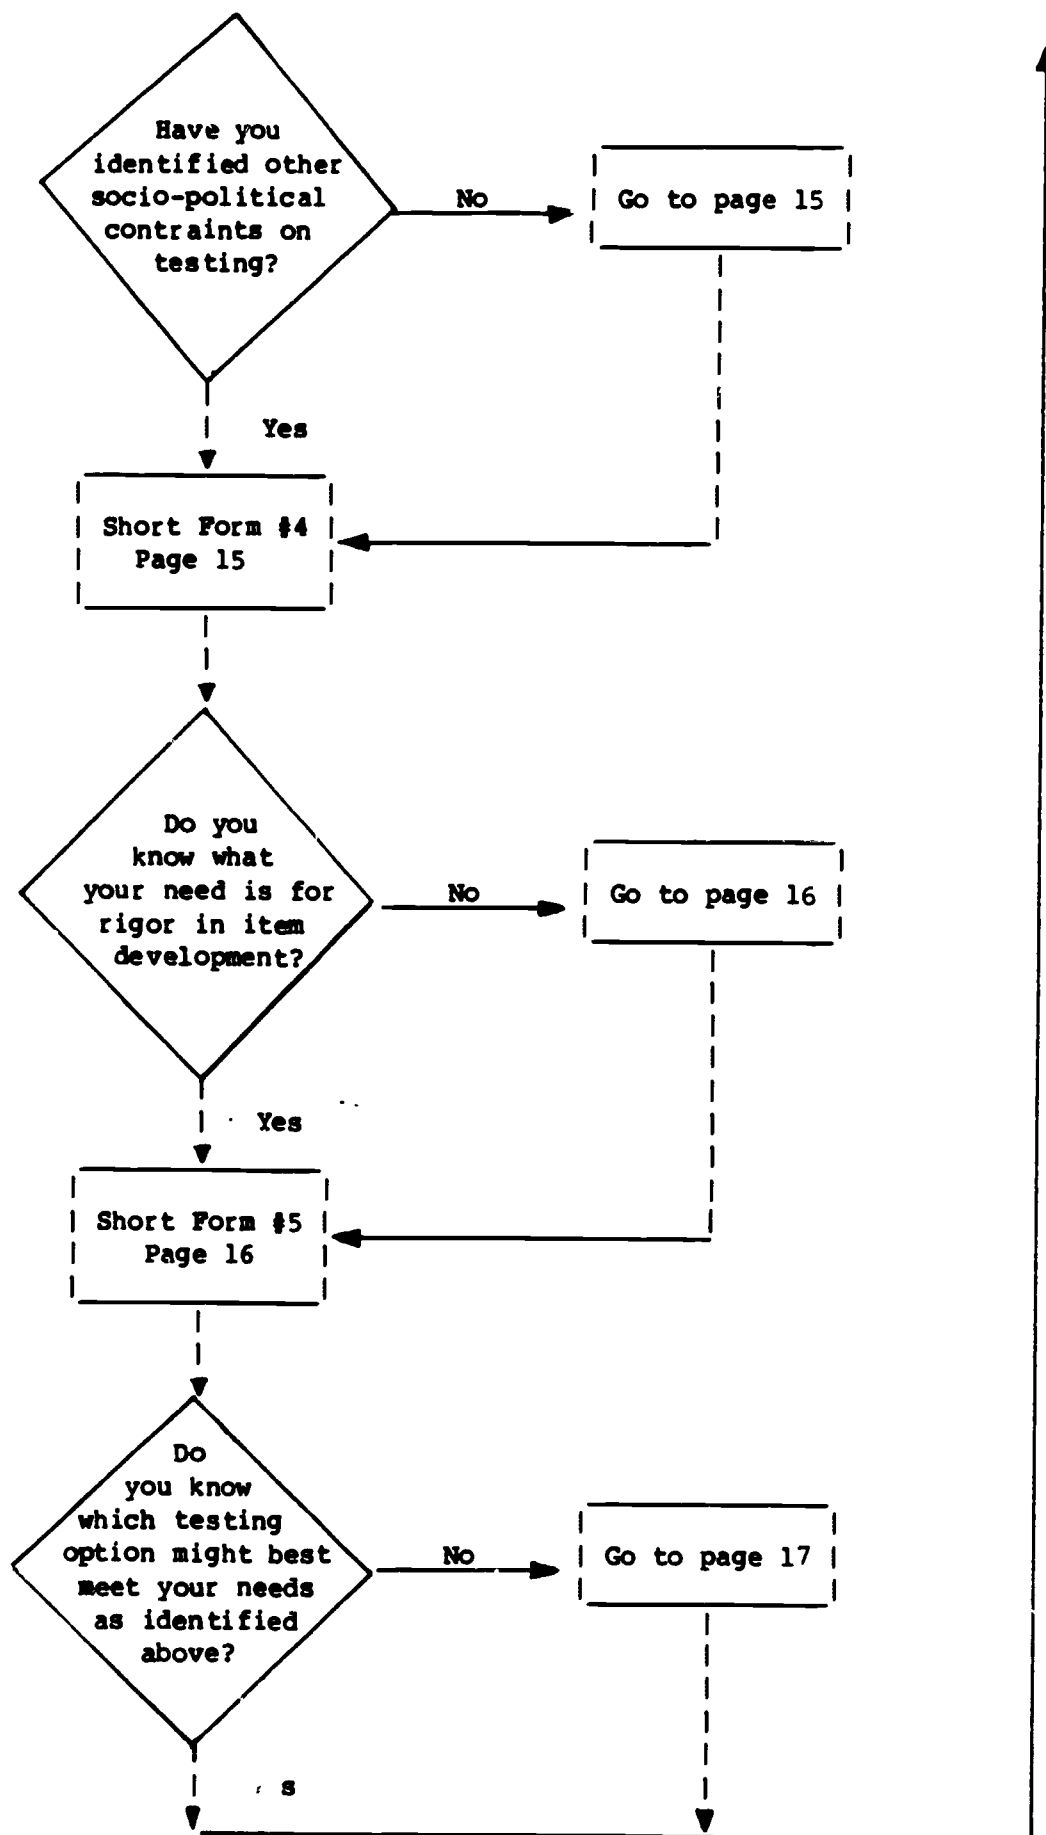 Have you
identified other
socio-political
contraints on
testing?
No
Go to page 15
Yes
Short Form #4
Page 15
Do you
know what
your need is for
rigor in item
development?
No
Go to page 16
Yes
Short Form #5
Page 16
Do
you know
which testing
option might best
meet your needs
as identified
above?
No
Go to page 17
s